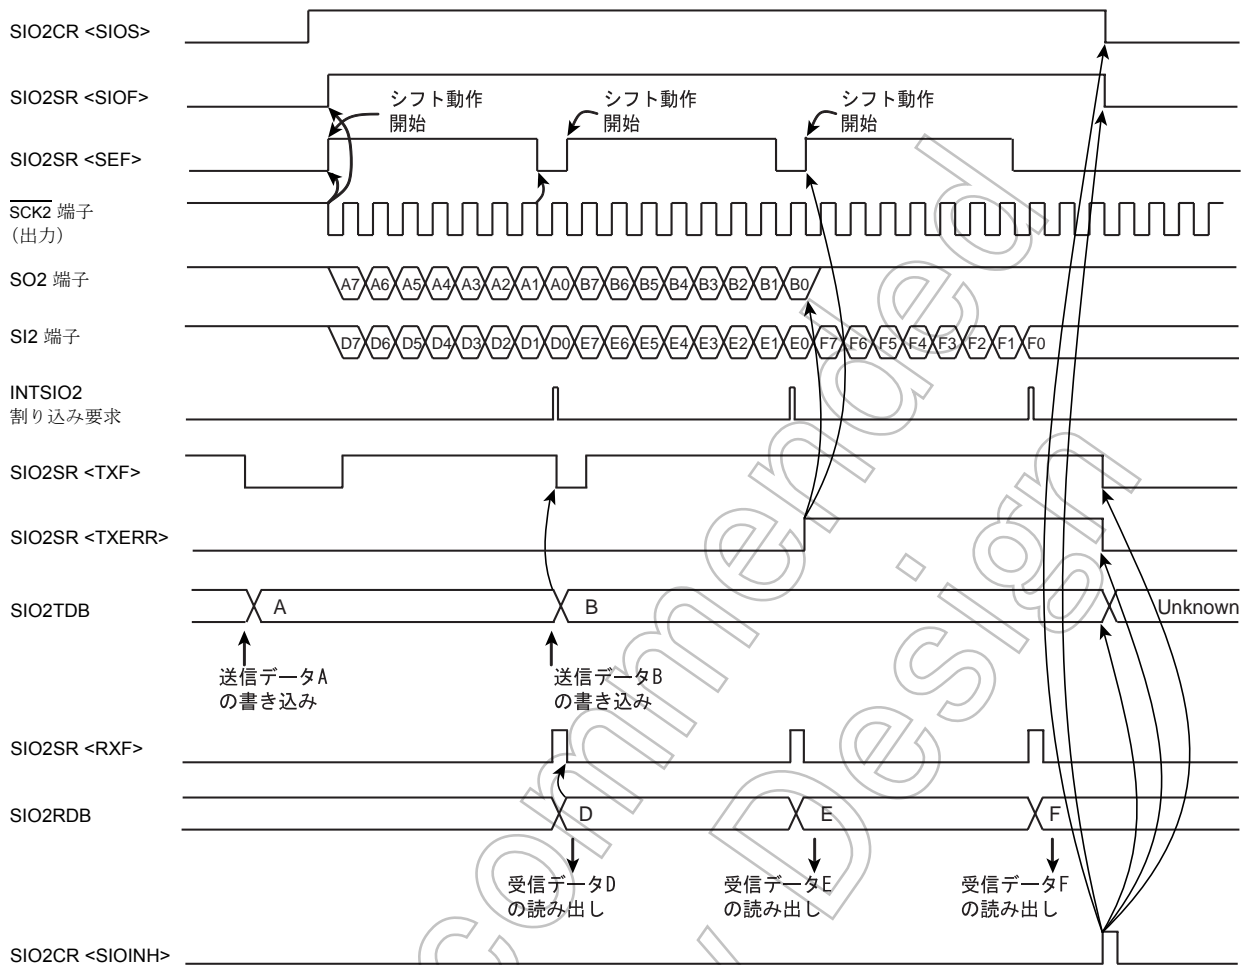 SIO2CR <SIOS>
SIO2SR <SIOF>
シフト動作
開始
シフト動作
開始
シフト動作
開始
SIO2SR <SEF>
SCK2 端子
（出力）
SO2 端子
A7 A6 A5 A4 A3 A2 A1 A0 B7 B6 B5 B4 B3 B2 B1 B0
SI2 端子
D7 D6 D5 D4 D3 D2 D1 D0 E7 E6 E5 E4 E3 E2 E1 E0 F7 F6 F5 F4 F3 F2 F1 F0
INTSIO2
割り込み要求
SIO2SR <TXF>
SIO2SR <TXERR>
SIO2TDB
A
B
Unknown
送信データA
の書き込み
送信データB
の書き込み
SIO2SR <RXF>
SIO2RDB
D
E
F
受信データD
の読み出し
受信データE
の読み出し
受信データF
の読み出し
SIO2CR <SIOINH>
commended
Design